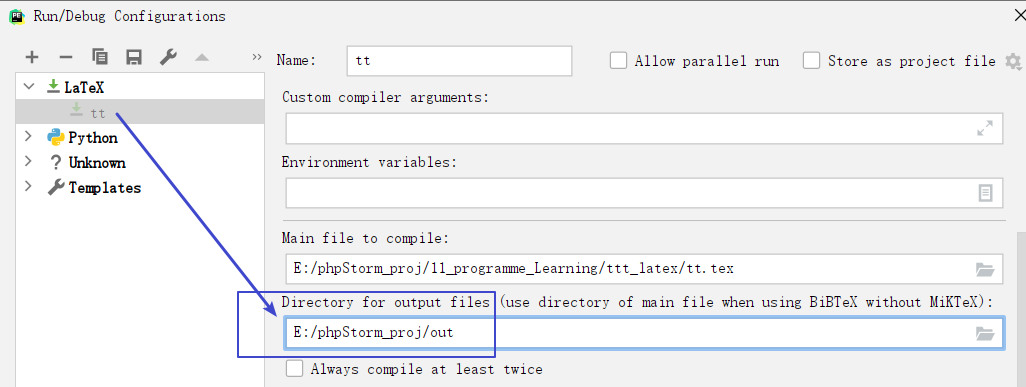 Run/Debug Configurations
Name: tt Allow parallel run Store as project file
LaTeX
tt
Python
? Unknown
Templates
Custom compiler arguments:
Environment variables:
Main file to compile:
E:/phpStorm_proj/11_programme_Learning/ttt_latex/tt.tex
Directory for output files (use directory of main file when using BiBTeX without MiKTeX):
E:/phpStorm_proj/out
Always compile at least twice